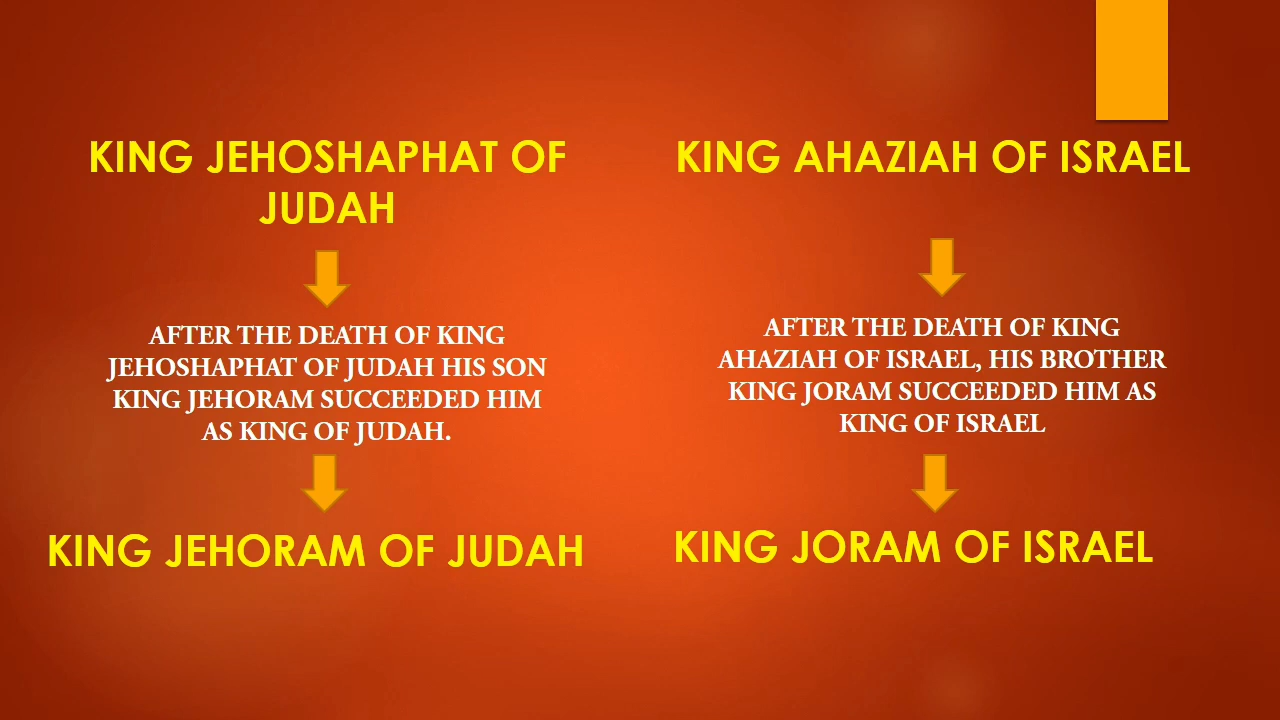 KING JEHOSHAPHAT OF
JUDAH
AFTER THE DEATH OF KING
JEHOSHAPHAT OF JUDAH HIS SON
KING JEHORAM SUCCEEDED HIM
AS KING OF JUDAH.
KING JEHORAM OF JUDAH
KING AHAZIAH OF ISRAEL
AFTER THE DEATH OF KING
AHAZIAH OF ISRAEL, HIS BROTHER
KING JORAM SUCCEEDED HIM AS
KING OF ISRAEL
KING JORAM OF ISRAEL